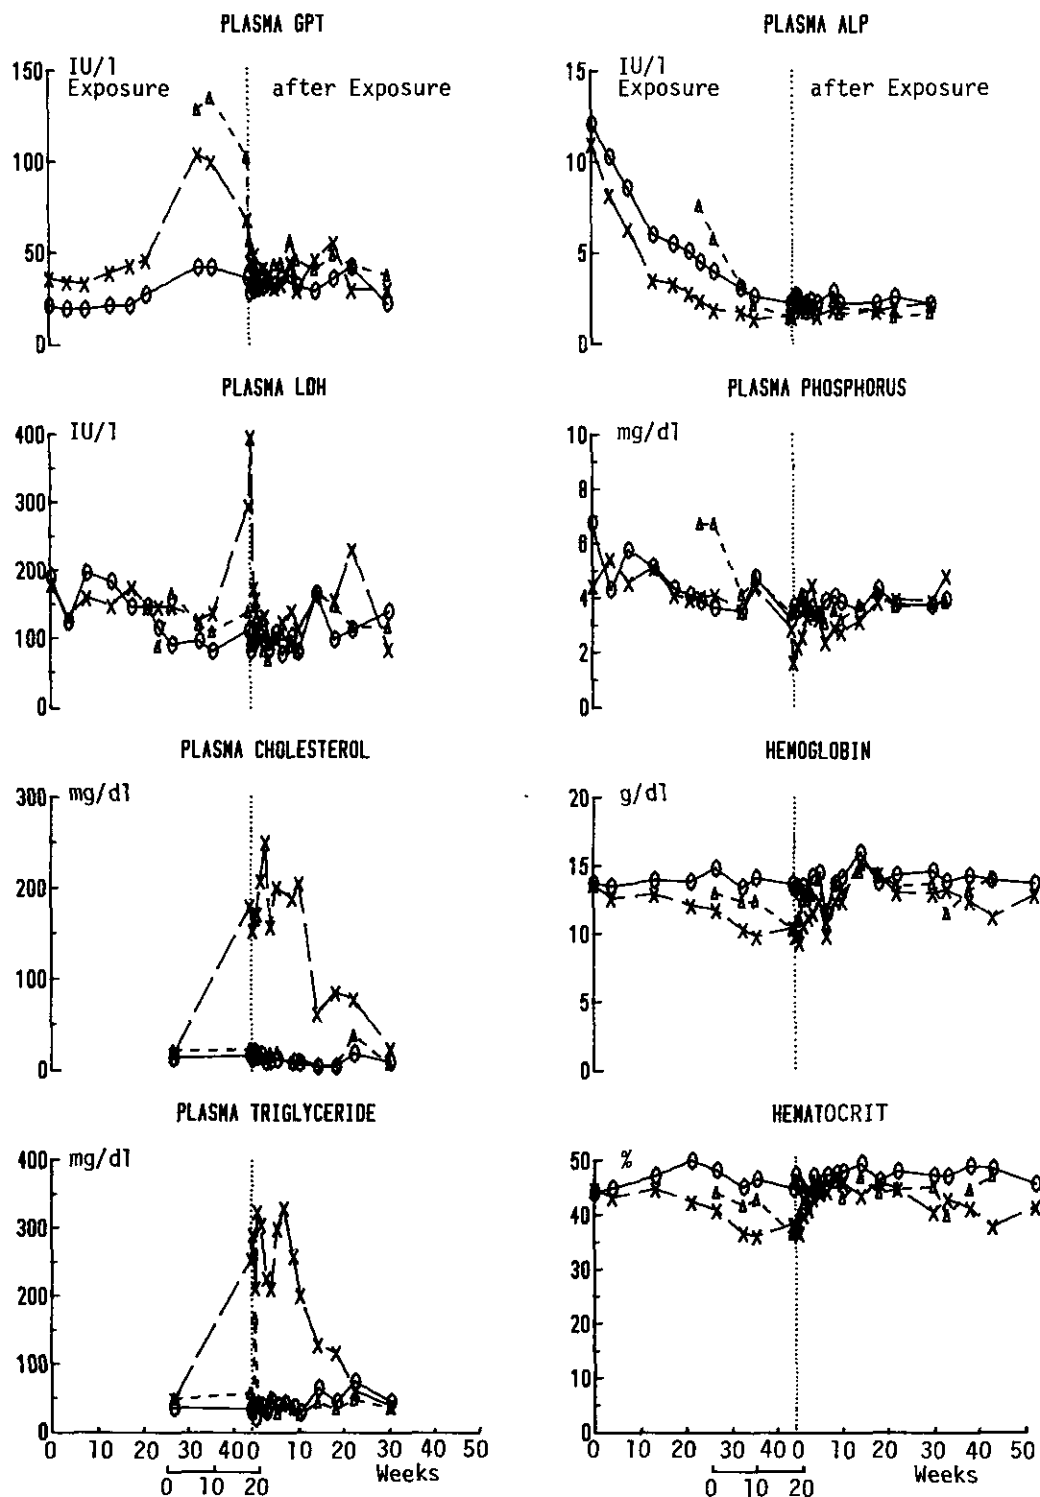 PLASMA GPT
IU/l
Exposure after Exposure
150
100
50
0
PLASMA ALP
IU/l
Exposure after Exposure
15
10
5
0
PLASMA LDH
IU/l
400
300
200
100
0
PLASMA PHOSPHORUS
mg/dl
10
8
6
4
2
0
PLASMA CHOLESTEROL
mg/dl
300
200
100
0
HEMOGLOBIN
g/dl
20
15
10
5
0
PLASMA TRIGLYCERIDE
mg/dl
400
300
200
100
0
0 10 20 30 40 0 10 20 30 40 50
Weeks
0 10 20
HEMATOCRIT
%
50
40
30
20
10
0
0 10 20 30 40 0 10 20 30 40 50
Weeks
0 10 20